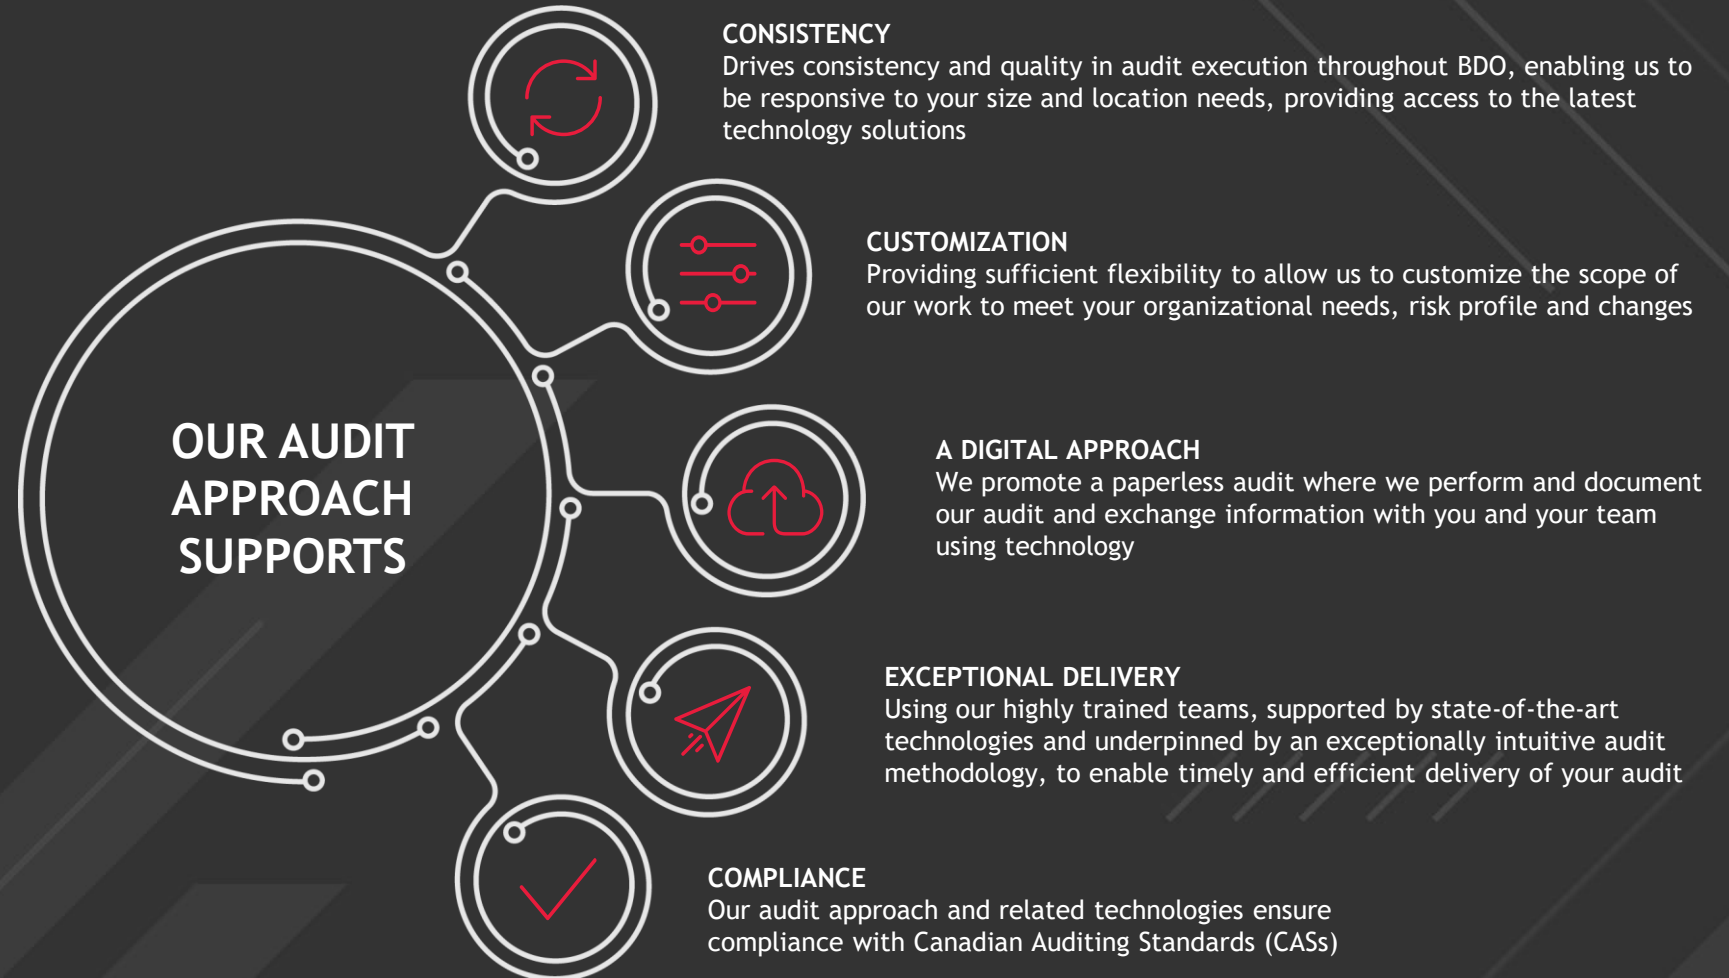 CONSISTENCY
Drives consistency and quality in audit execution throughout BDO, enabling us to
be responsive to your size and location needs, providing access to the latest
technology solutions
CUSTOMIZATION
Providing sufficient flexibility to allow us to customize the scope of
our work to meet your organizational needs, risk profile and changes
OUR AUDIT
APPROACH
SUPPORTS
A DIGITAL APPROACH
We promote a paperless audit where we perform and document
our audit and exchange information with you and your team
using technology
EXCEPTIONAL DELIVERY
Using our highly trained teams, supported by state-of-the-art
technologies and underpinned by an exceptionally intuitive audit
methodology, to enable timely and efficient delivery of your audit
COMPLIANCE
Our audit approach and related technologies ensure
compliance with Canadian Auditing Standards (CASs)